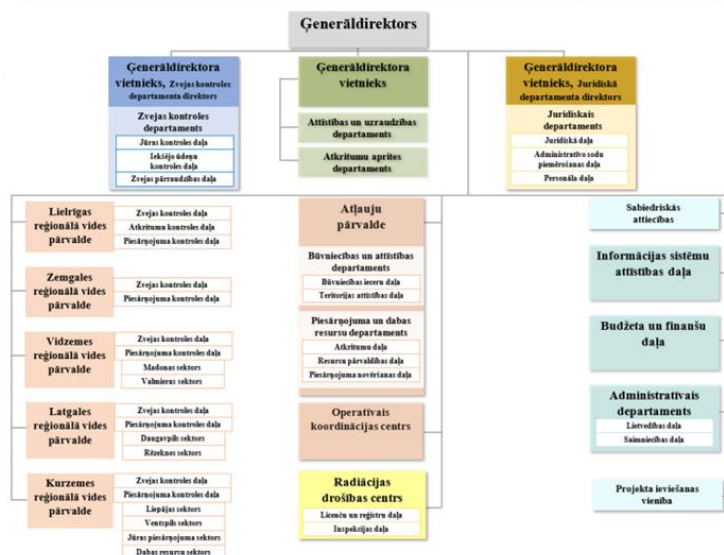 Ģenerāldirektors
Ģenerāldirektora
vietnieks, Zvejas kontroles
departamenta direktors
Zvejas kontroles
departaments
Jūras kontroles daļa
Iekšējo ūdeņu
kontroles daļa
Zvejas pārraudzības daļa
Ģenerāldirektora
vietnieks
Attīstības un uzraudzības
departaments
Atkritumu aprites
departaments
Ģenerāldirektora
vietnieks, Juridiskā
departamenta direktors
Juridiskais
departaments
Juridiskā daļa
Administratīvo sodu
piemērošanas daļa
Personāla daļa
Lielrīgas
reģionālā vides
pārvalde
Zvejas kontroles daļa
Atkritumu kontroles daļa
Piesārņojuma kontroles daļa
Zemgales
reģionālā vides
pārvalde
Zvejas kontroles daļa
Piesārņojuma kontroles daļa
Vidzemes
reģionālā vides
pārvalde
Zvejas kontroles daļa
Piesārņojuma kontroles daļa
Madonas sektors
Valmieras sektors
Latgales
reģionālā vides
pārvalde
Zvejas kontroles daļa
Piesārņojuma kontroles daļa
Daugavpils sektors
Rēzeknes sektors
Kurzemes
reģionālā vides
pārvalde
Zvejas kontroles daļa
Piesārņojuma kontroles daļa
Liepājas sektors
Ventspils sektors
Jūras piesārņojuma sektors
Dabas resursu sektors
Atļauju
pārvalde
Būvniecības un attīstības
departaments
Būvniecības ieceru daļa
Teritorijas attīstības daļa
Piesārņojuma un dabas
resursu departaments
Atkritumu daļa
Resursu pārvaldības daļa
Piesārņojuma novēršanas daļa
Operatīvais
koordinācijas centrs
Radiācijas
drošības centrs
Licenču un reģistru daļa
Inspekcijas daļa
Sabiedriskās
attiecības
Informācijas sistēmu
attīstības daļa
Budžeta un finanšu
daļa
Administratīvais
departaments
Lietvedības daļa
Saimniecības daļa
Projekta ieviešanas
vienība